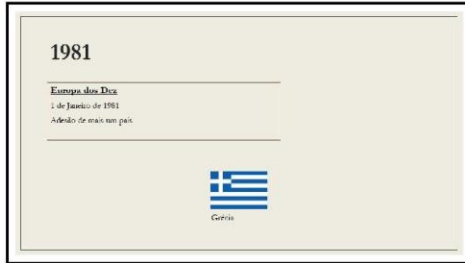 1981
Europa dos Dez
1 de Janeiro de 1981
Adesão de mais um país
Grécia